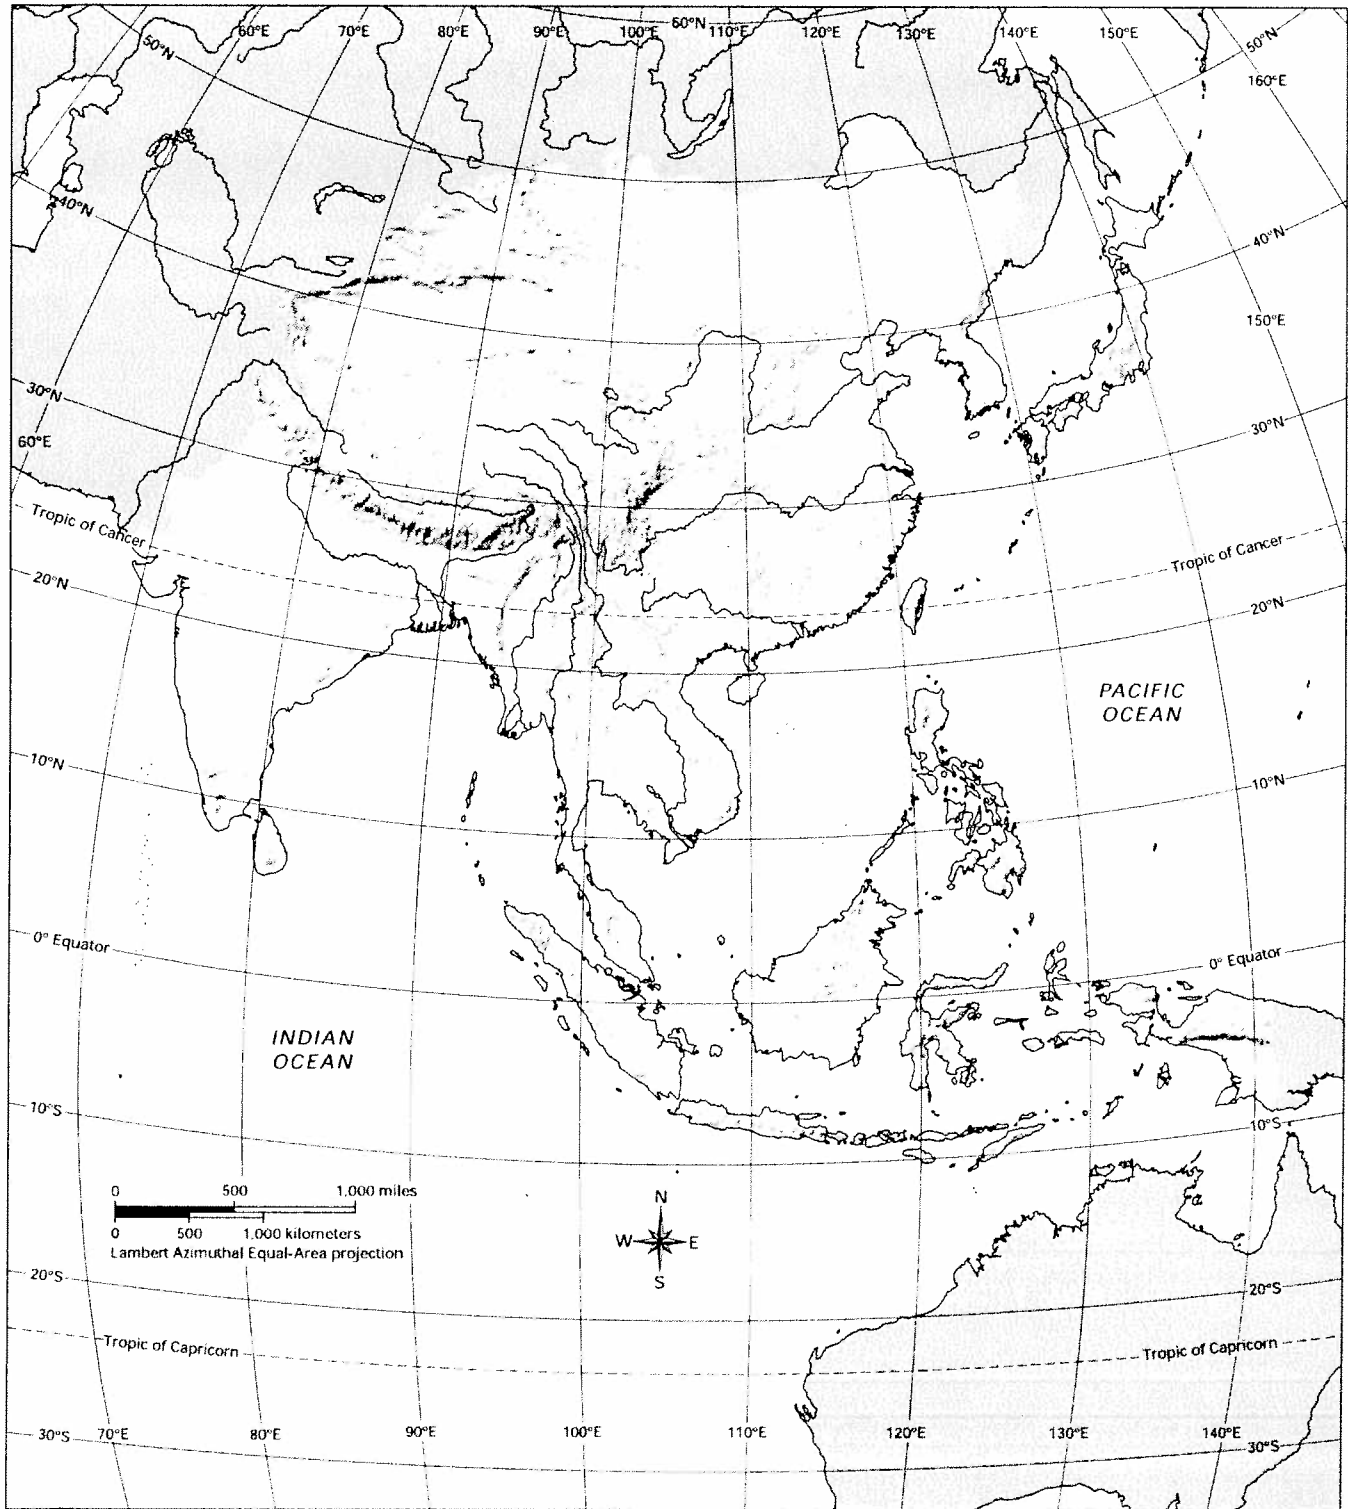 60°N
60°E
70°E
80°E
90°E
100°E
110°E
120°E
130°E
140°E
150°E
50°N
50°N
160°E
40°N
40°N
150°E
30°N
30°N
60°E
Tropic of Cancer
Tropic of Cancer
20°N
20°N
PACIFIC
OCEAN
10°N
10°N
0° Equator
0° Equator
INDIAN
OCEAN
10°S
10°S
0 500 1,000 miles
0 500 1,000 kilometers
Lambert Azimuthal Equal-Area projection
N
W E
S
20°S
20°S
Tropic of Capricorn
Tropic of Capricorn
30°S
70°E
80°E
90°E
100°E
110°E
120°E
130°E
140°E
30°S